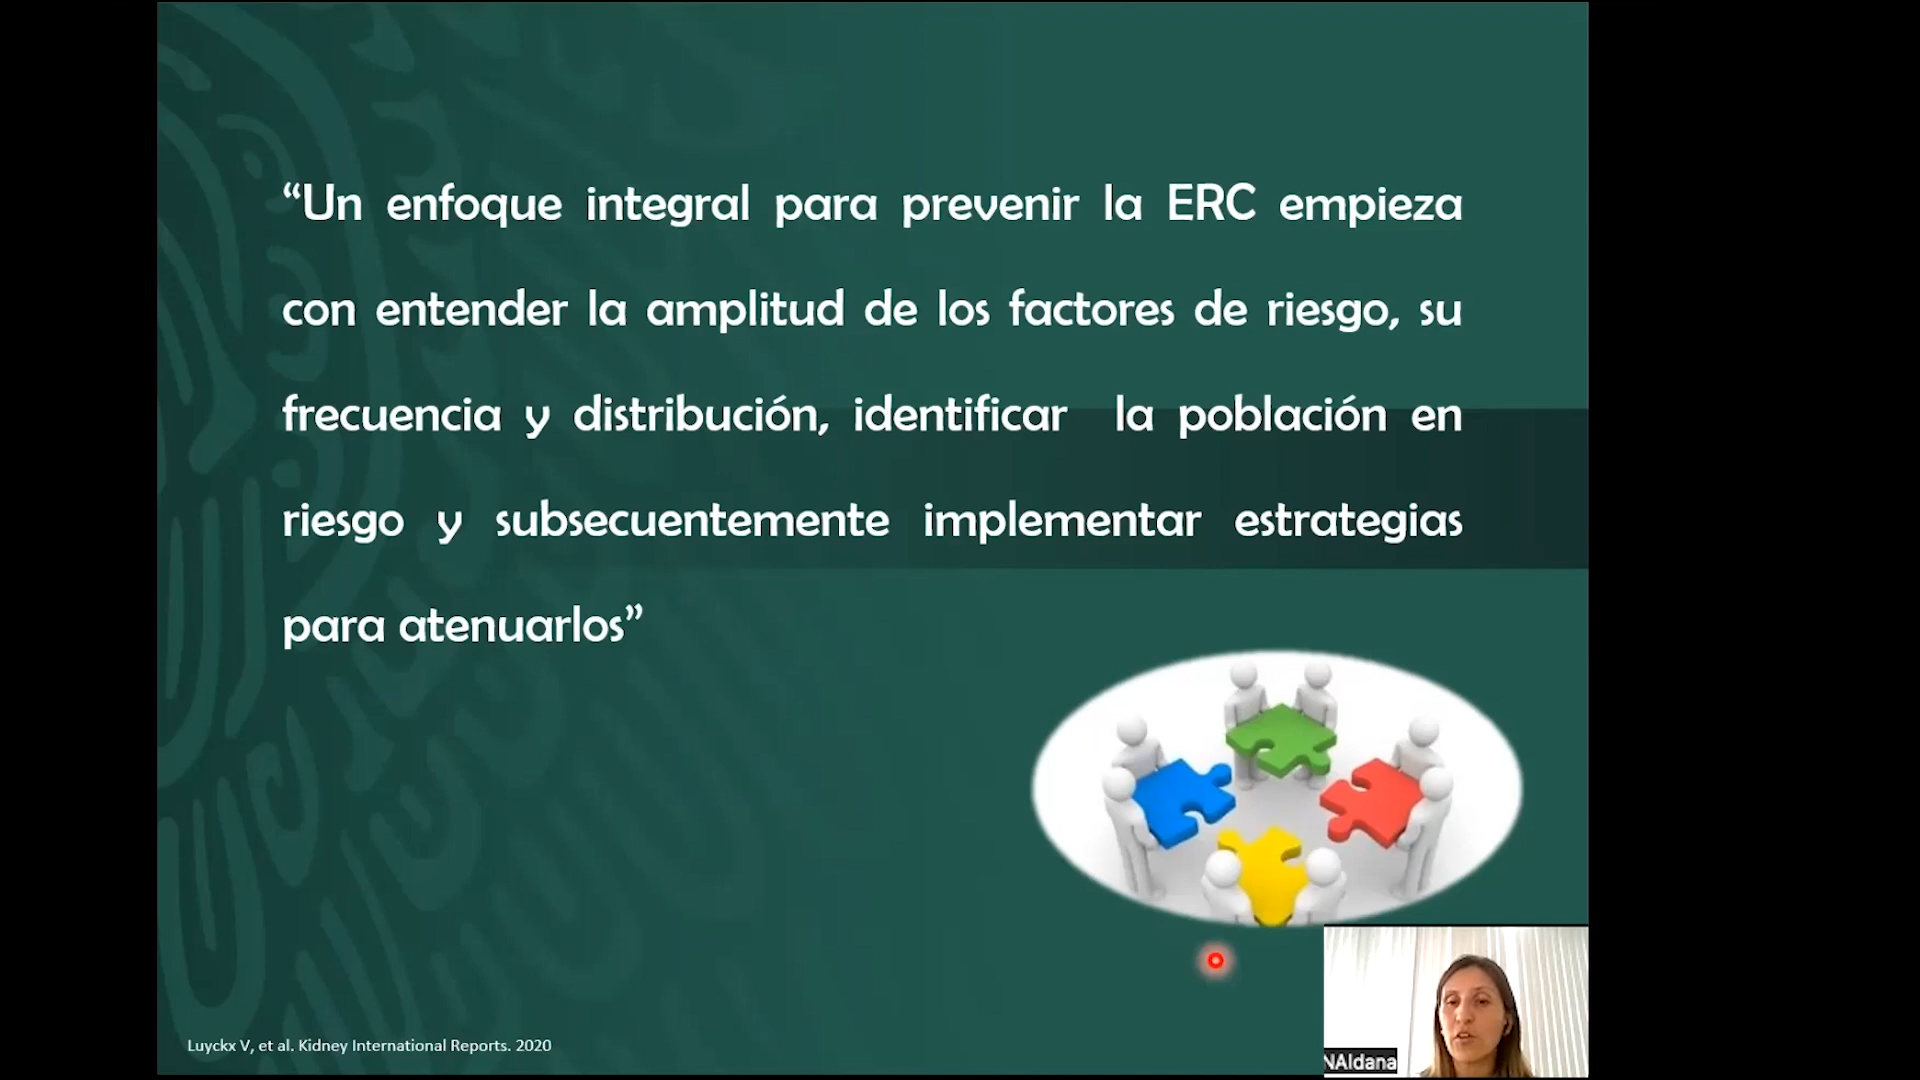 “Un enfoque integral para prevenir la ERC empieza
con entender la amplitud de los factores de riesgo, su
frecuencia y distribución, identificar la población en
riesgo y subsecuentemente implementar estrategias
para atenuarlos”
Luyckx V, et al. Kidney International Reports. 2020
NAldana